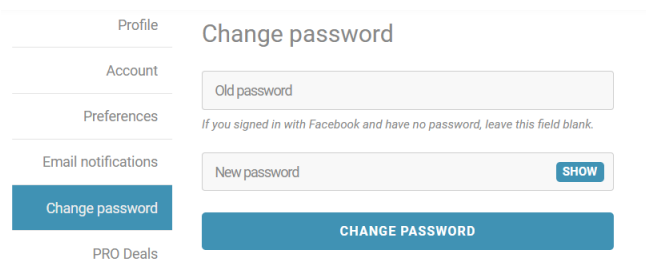 Profile
Account
Preferences
Email notifications
Change password
PRO Deals
Change password
Old password
If you signed in with Facebook and have no password, leave this field blank.
New password
SHOW
CHANGE PASSWORD